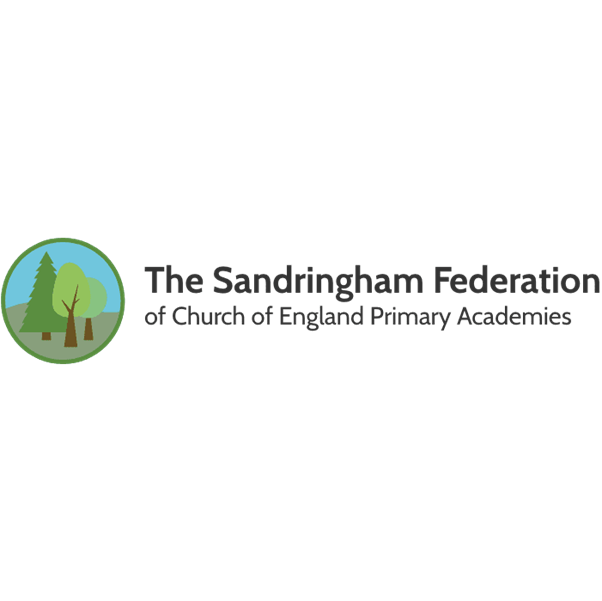 The Sandringham Federation
of Church of England Primary Academies